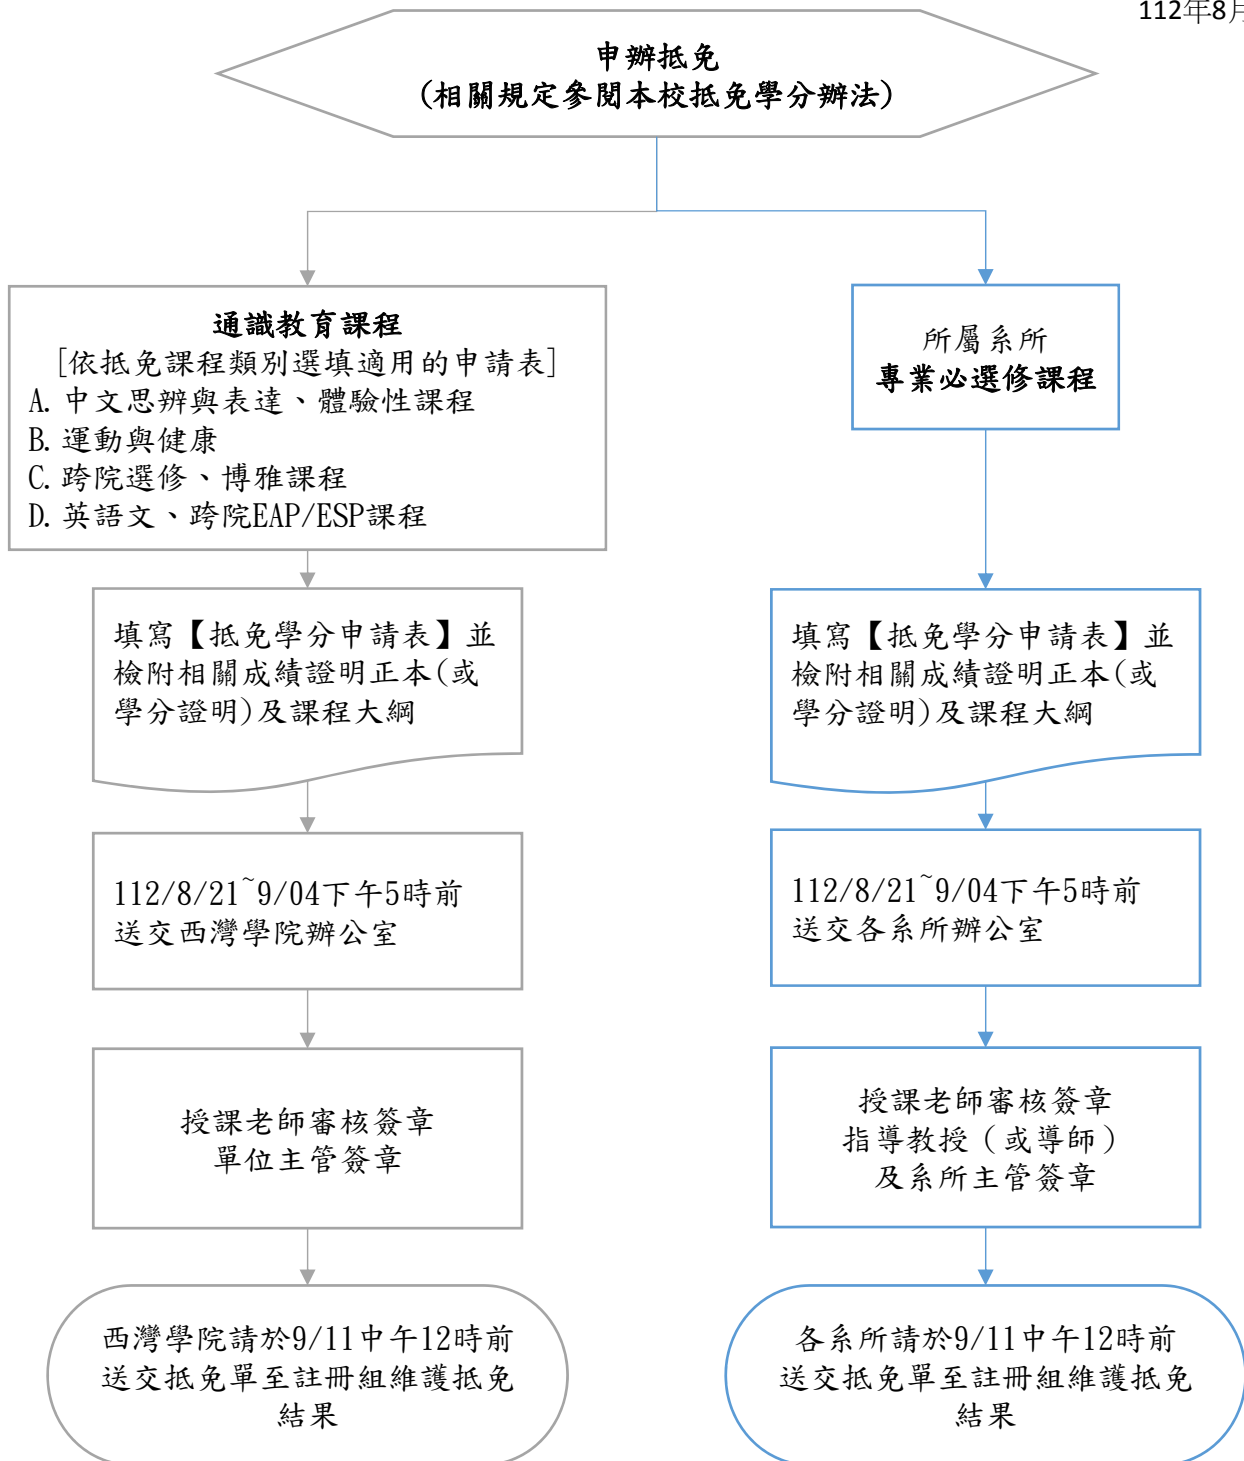 112年8月
申辦抵免
(相關規定參閱本校抵免學分辦法)
通識教育課程
[依抵免課程類別選填適用的申請表]
A. 中文思辨與表達、體驗性課程
B. 運動與健康
C. 跨院選修、博雅課程
D. 英語文、跨院EAP/ESP課程
填寫【抵免學分申請表】並
檢附相關成績證明正本(或
學分證明)及課程大綱
112/8/21~9/04下午5時前
送交西灣學院辦公室
授課老師審核簽章
單位主管簽章
西灣學院請於9/11中午12時前
送交抵免單至註冊組維護抵免
結果
所屬系所
專業必選修課程
填寫【抵免學分申請表】並
檢附相關成績證明正本(或
學分證明)及課程大綱
112/8/21~9/04下午5時前
送交各系所辦公室
授課老師審核簽章
指導教授（或導師）
及系所主管簽章
各系所請於9/11中午12時前
送交抵免單至註冊組維護抵免
結果